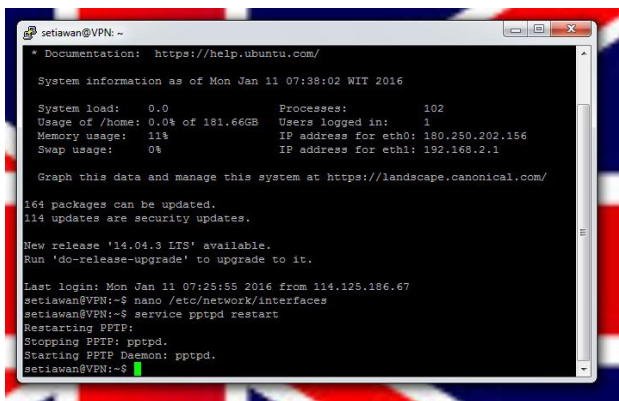 setiawan@VPN: ~
* Documentation:  https://help.ubuntu.com/
System information as of Mon Jan 11 07:38:02 WIT 2016
System load:   0.0                Processes:           102
Usage of /home: 0.0% of 181.66GB   Users logged in:     1
Memory usage:  11%                IP address for eth0: 180.250.202.156
Swap usage:    0%                 IP address for eth1: 192.168.2.1
Graph this data and manage this system at https://landscape.canonical.com/
164 packages can be updated.
114 updates are security updates.
New release '14.04.3 LTS' available.
Run 'do-release-upgrade' to upgrade to it.
Last login: Mon Jan 11 07:25:55 2016 from 114.125.186.67
setiawan@VPN:~$ nano /etc/network/interfaces
setiawan@VPN:~$ service pptpd restart
Restarting PPTP:
Stopping PPTP: pptpd.
Starting PPTP Daemon: pptpd.
setiawan@VPN:~$